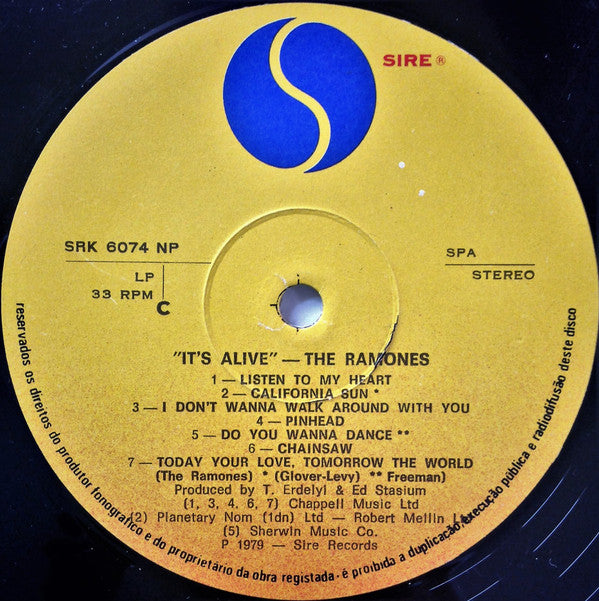 SIRE ®
SRK 6074 NP
LP
33 RPM
C
SPA
STEREO
"IT'S ALIVE" — THE RAMONES
1 — LISTEN TO MY HEART
2 — CALIFORNIA SUN *
3 — I DON'T WANNA WALK AROUND WITH YOU
4 — PINHEAD
5 — DO YOU WANNA DANCE **
6 — CHAINSAW
7 — TODAY YOUR LOVE, TOMORROW THE WORLD
(The Ramones) * (Glover-Levy) ** Freeman)
Produced by T. Erdelyl & Ed Stasium
(1, 3, 4, 6, 7) Chappell Music Ltd
(2) Planetary Nom (1dn) Ltd — Robert Mellin
(5) Sherwin Music Co.
P 1979 — Sire Records
reservados os direitos do produtor fonográfico e do proprietário da obra registada. é proibida a duplicação, execução pública e radiodifusão deste disco